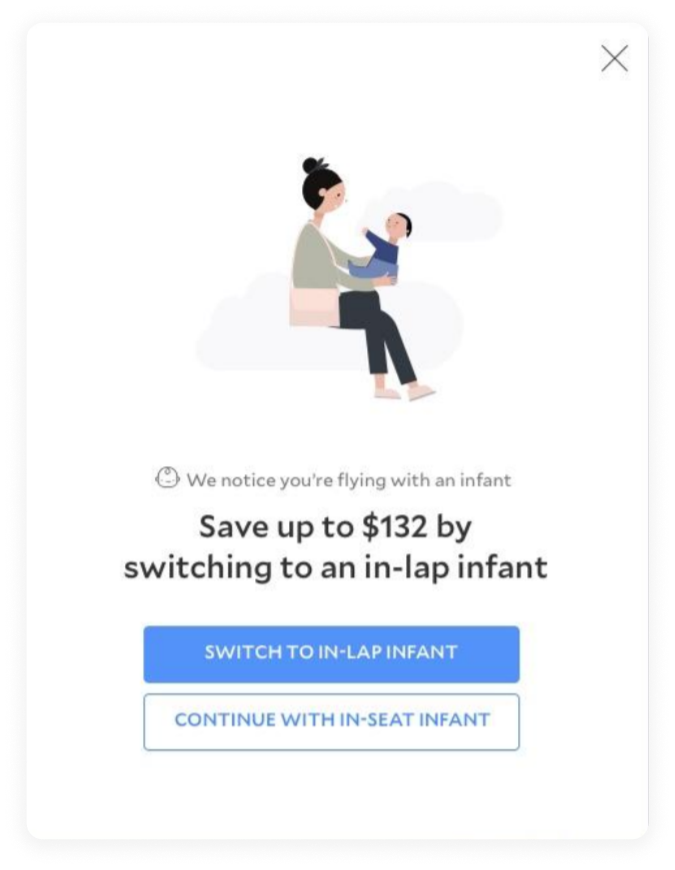 We notice you're flying with an infant
Save up to $132 by
switching to an in-lap infant
SWITCH TO IN-LAP INFANT
CONTINUE WITH IN-SEAT INFANT